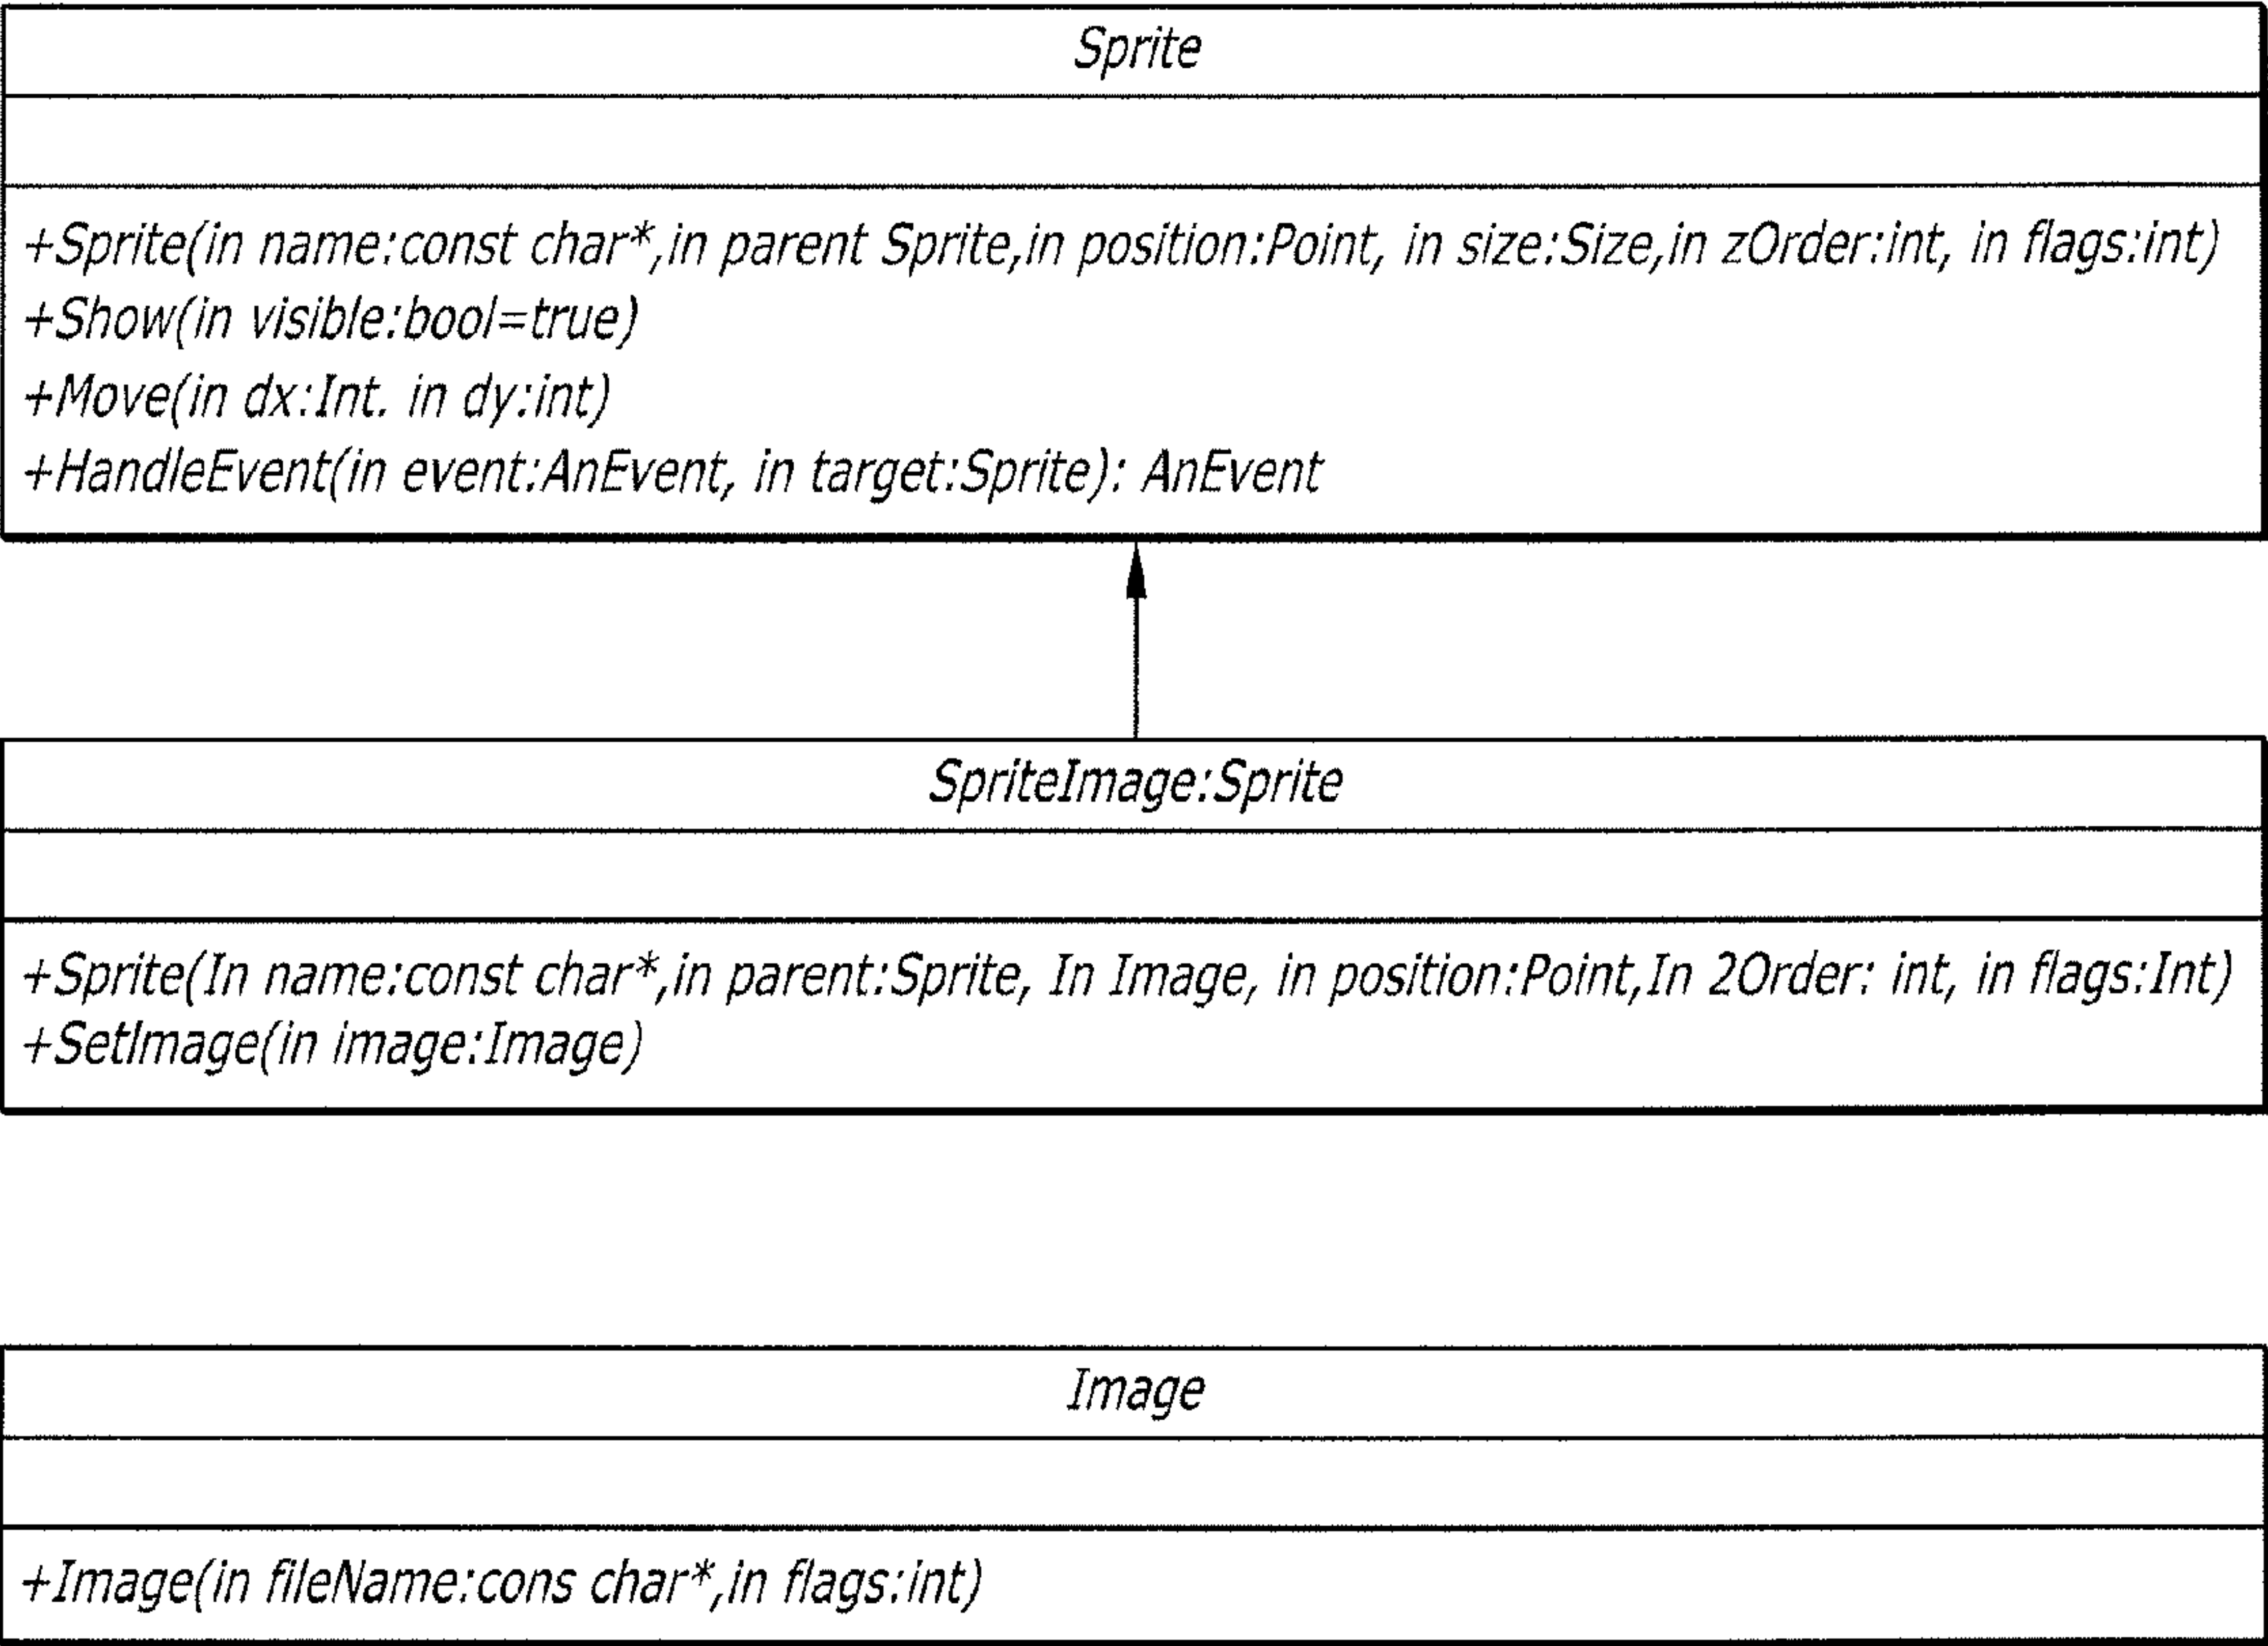 Sprite
+Sprite(in name:const char*,in parent Sprite,in position:Point, in size:Size,in zOrder:int, in flags:int)
+Show(in visible:bool=true)
+Move(in dx:Int. in dy:int)
+HandleEvent(in event:AnEvent, in target:Sprite): AnEvent
SpriteImage:Sprite
+Sprite(In name:const char*,in parent:Sprite, In Image, in position:Point,In 2Order: int, in flags:Int)
+SetImage(in image:Image)
Image
+Image(in fileName:cons char*,in flags:int)